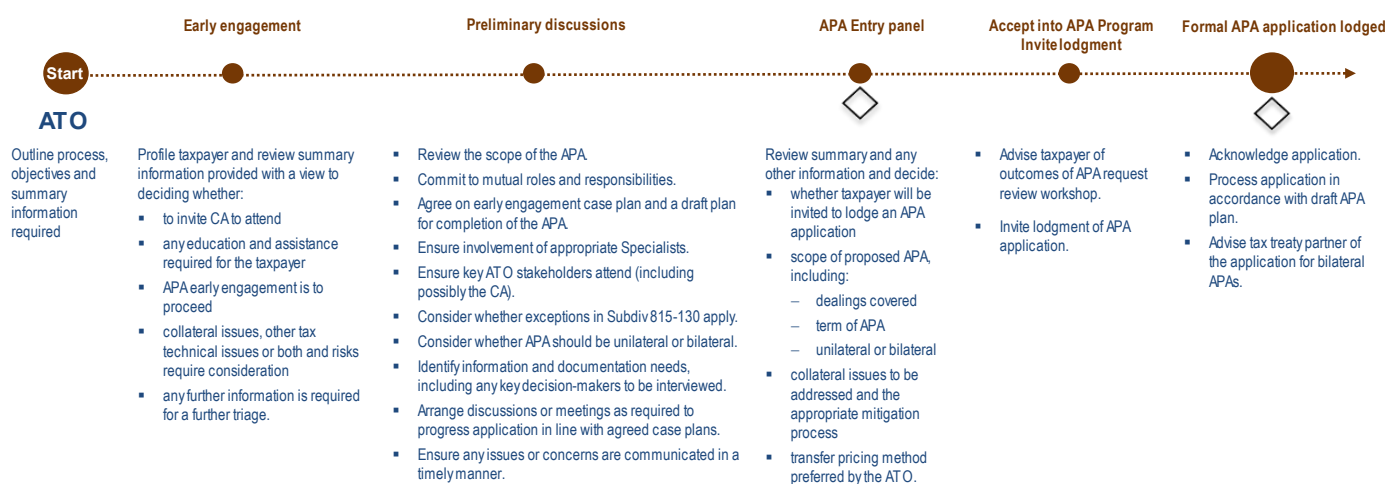 Early engagement
Preliminary discussions
APA Entry panel
Accept into APA Program
Invite lodgment
Formal APA application lodged
Start
ATO
Outline process,
objectives and
summary
information
required
Profile taxpayer and review summary
information provided with a view to
deciding whether:
▪ to invite CA to attend
▪ any education and assistance
required for the taxpayer
▪ APA early engagement is to
proceed
▪ collateral issues, other tax
technical issues or both and risks
require consideration
▪ any further information is required
for a further triage.
▪ Review the scope of the APA.
▪ Commit to mutual roles and responsibilities.
▪ Agree on early engagement case plan and a draft plan
for completion of the APA.
▪ Ensure involvement of appropriate Specialists.
▪ Ensure key ATO stakeholders attend (including
possibly the CA).
▪ Consider whether exceptions in Subdiv 815-130 apply.
▪ Consider whether APA should be unilateral or bilateral.
▪ Identify information and documentation needs,
including any key decision-makers to be interviewed.
▪ Arrange discussions or meetings as required to
progress application in line with agreed case plans.
▪ Ensure any issues or concerns are communicated in a
timely manner.
Review summary and any
other information and decide:
▪ whether taxpayer will be
invited to lodge an APA
application
▪ scope of proposed APA,
including:
– dealings covered
– term of APA
– unilateral or bilateral
▪ collateral issues to be
addressed and the
appropriate mitigation
process
▪ transfer pricing method
preferred by the ATO.
▪ Advise taxpayer of
outcomes of APA request
review workshop.
▪ Invite lodgment of APA
application.
▪ Acknowledge application.
▪ Process application in
accordance with draft APA
plan.
▪ Advise tax treaty partner of
the application for bilateral
APAs.